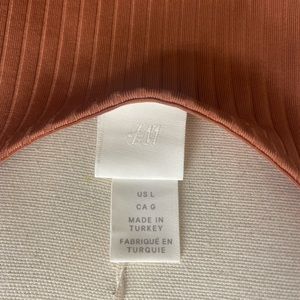 H&M
US L
CA G
MADE IN
TURKEY
FABRIQUÉ EN
TURQUIE